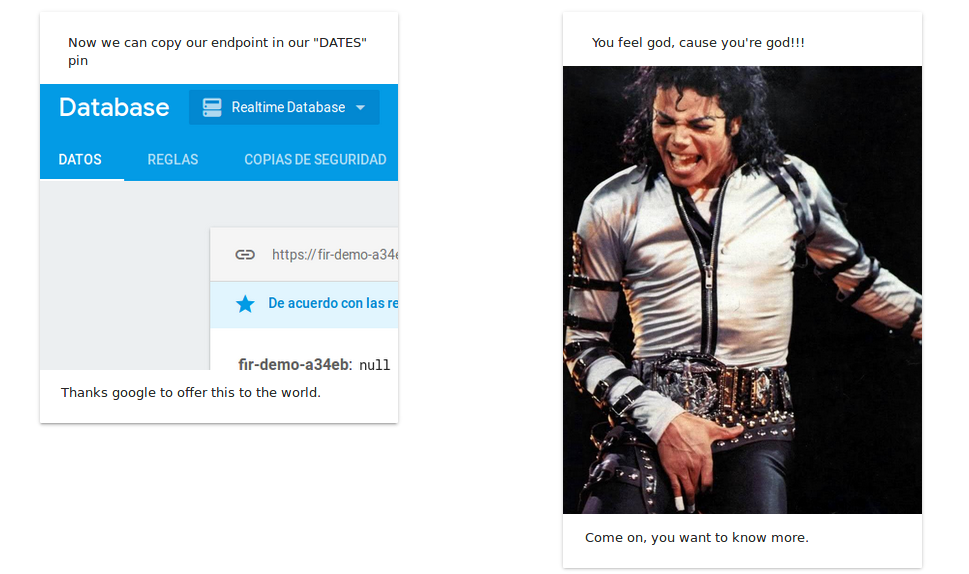 Now we can copy our endpoint in our "DATES"
pin
Database
Realtime Database
DATOS
REGLAS
COPIAS DE SEGURIDAD
https://fir-demo-a34e
De acuerdo con las re
fir-demo-a34eb: null
Thanks google to offer this to the world.
You feel god, cause you're god!!!
Come on, you want to know more.